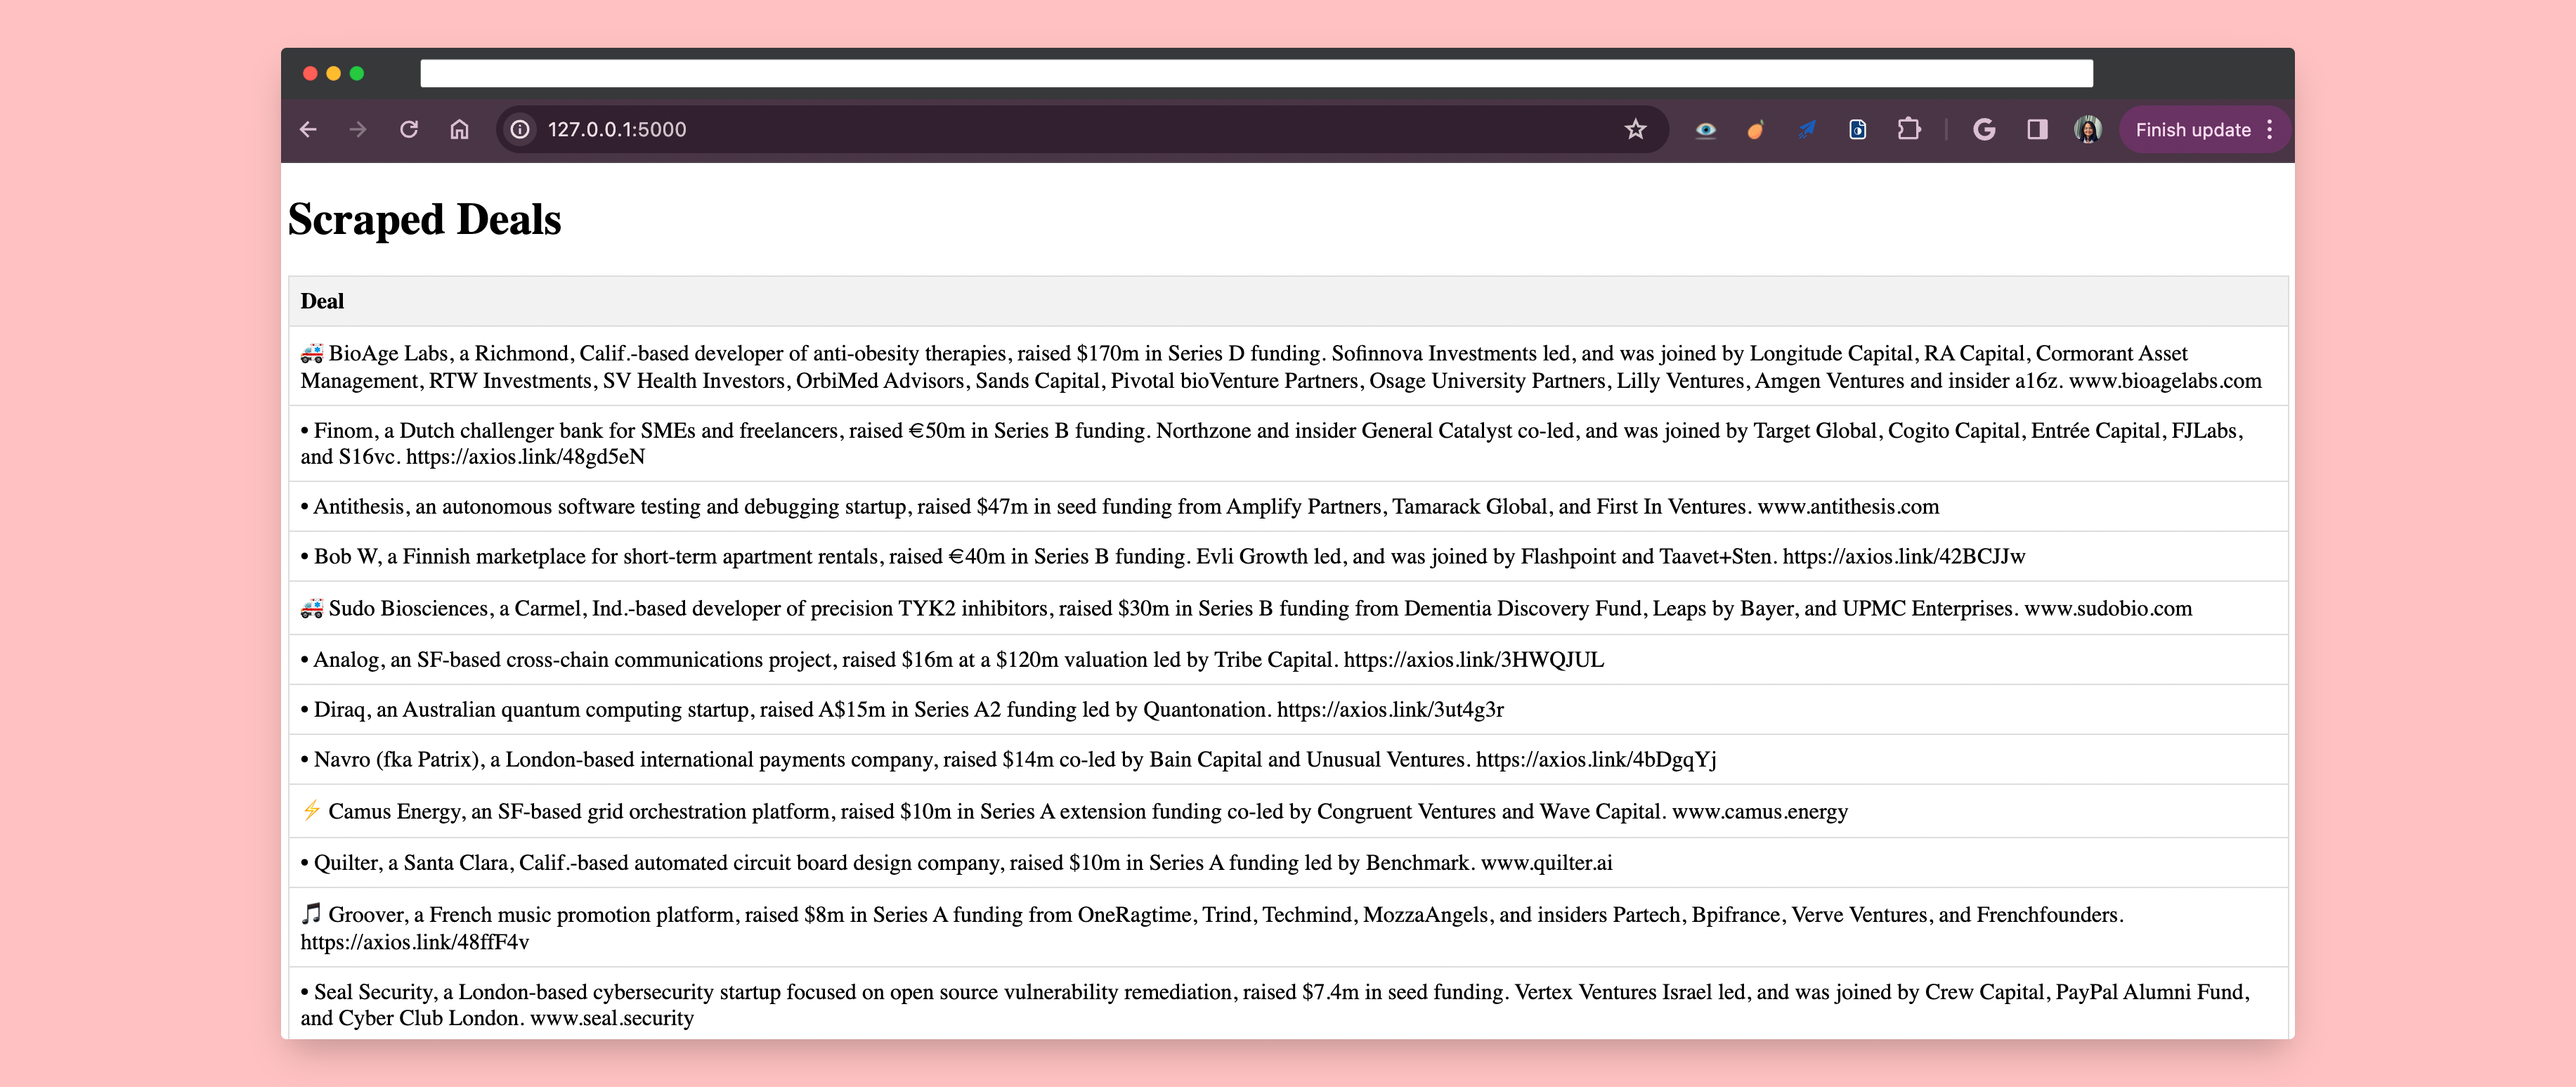 127.0.0.1:5000
Finish update
Scraped Deals
Deal
🚑 BioAge Labs, a Richmond, Calif.-based developer of anti-obesity therapies, raised $170m in Series D funding. Sofinnova Investments led, and was joined by Longitude Capital, RA Capital, Cormorant Asset
Management, RTW Investments, SV Health Investors, OrbiMed Advisors, Sands Capital, Pivotal bioVenture Partners, Osage University Partners, Lilly Ventures, Amgen Ventures and insider a16z. www.bioagelabs.com
• Finom, a Dutch challenger bank for SMEs and freelancers, raised €50m in Series B funding. Northzone and insider General Catalyst co-led, and was joined by Target Global, Cogito Capital, Entrée Capital, FJLabs,
and S16vc. https://axios.link/48gd5eN
• Antithesis, an autonomous software testing and debugging startup, raised $47m in seed funding from Amplify Partners, Tamarack Global, and First In Ventures. www.antithesis.com
• Bob W, a Finnish marketplace for short-term apartment rentals, raised €40m in Series B funding. Evli Growth led, and was joined by Flashpoint and Taavet+Sten. https://axios.link/42BCJJw
🚑 Sudo Biosciences, a Carmel, Ind.-based developer of precision TYK2 inhibitors, raised $30m in Series B funding from Dementia Discovery Fund, Leaps by Bayer, and UPMC Enterprises. www.sudobio.com
• Analog, an SF-based cross-chain communications project, raised $16m at a $120m valuation led by Tribe Capital. https://axios.link/3HWQJUL
• Diraq, an Australian quantum computing startup, raised A$15m in Series A2 funding led by Quantonation. https://axios.link/3ut4g3r
• Navro (fka Patrix), a London-based international payments company, raised $14m co-led by Bain Capital and Unusual Ventures. https://axios.link/4bDgqYj
⚡ Camus Energy, an SF-based grid orchestration platform, raised $10m in Series A extension funding co-led by Congruent Ventures and Wave Capital. www.camus.energy
• Quilter, a Santa Clara, Calif.-based automated circuit board design company, raised $10m in Series A funding led by Benchmark. www.quilter.ai
🎵 Groover, a French music promotion platform, raised $8m in Series A funding from OneRagtime, Trind, Techmind, MozzaAngels, and insiders Partech, Bpifrance, Verve Ventures, and Frenchfounders.
https://axios.link/48ffF4v
• Seal Security, a London-based cybersecurity startup focused on open source vulnerability remediation, raised $7.4m in seed funding. Vertex Ventures Israel led, and was joined by Crew Capital, PayPal Alumni Fund,
and Cyber Club London. www.seal.security